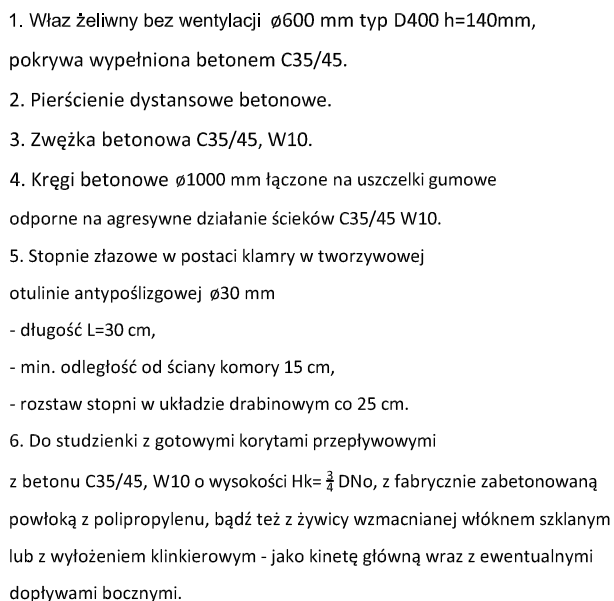 1. Właz żeliwny bez wentylacji ø600 mm typ D400 h=140mm,
pokrywa wypełniona betonem C35/45.
2. Pierścienie dystansowe betonowe.
3. Zwężka betonowa C35/45, W10.
4. Kręgi betonowe ø1000 mm łączone na uszczelki gumowe
odporne na agresywne działanie ścieków C35/45 W10.
5. Stopnie złazowe w postaci klamry w tworzywowej
otulinie antypoślizgowej ø30 mm
- długość L=30 cm,
- min. odległość od ściany komory 15 cm,
- rozstaw stopni w układzie drabinowym co 25 cm.
6. Do studzienki z gotowymi korytami przepływowymi
z betonu C35/45, W10 o wysokości Hk= 3/4 DNo, z fabrycznie zabetonowaną
powłoką z polipropylenu, bądź też z żywicy wzmacnianej włóknem szklanym
lub z wyłożeniem klinkierowym - jako kinetę główną wraz z ewentualnymi
dopływami bocznymi.